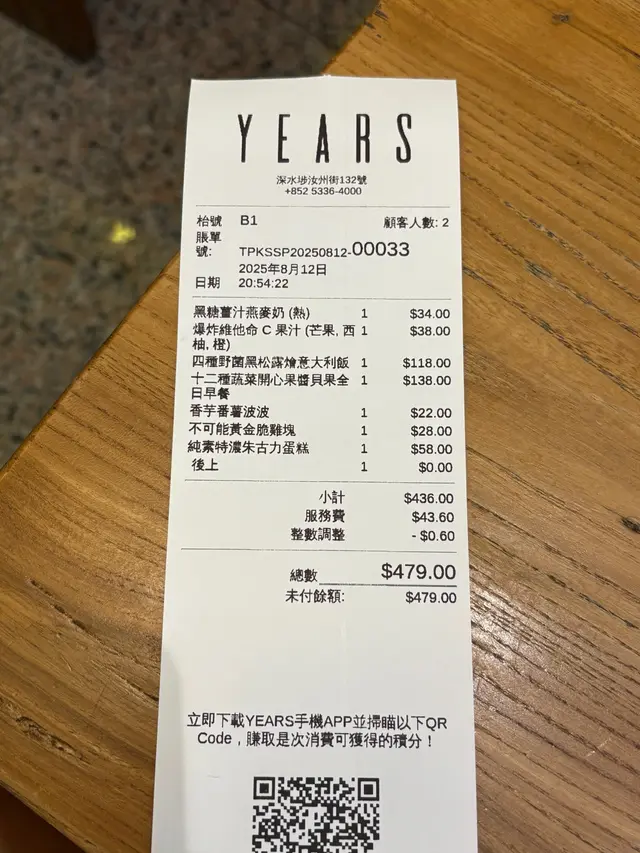 YEARS
深水埗汝州街132號
+852 5336-4000
枱號 B1 顧客人數: 2
賬單
號: TPKSSP20250812-00033
2025年8月12日
日期 20:54:22
黑糖薑汁燕麥奶 (熱) 1 $34.00
爆炸維他命 C 果汁 (芒果, 西 1 $38.00
柚, 橙)
四種野菌黑松露燴意大利飯 1 $118.00
十二種蔬菜開心果醬貝果全 1 $138.00
日早餐
香芋番薯波波 1 $22.00
不可能黃金脆雞塊 1 $28.00
純素特濃朱古力蛋糕 1 $58.00
後上 1 $0.00
小計 $436.00
服務費 $43.60
整數調整 - $0.60
總數 $479.00
未付餘額: $479.00
立即下載YEARS手機APP並掃瞄以下QR
Code，賺取是次消費可獲得的積分！